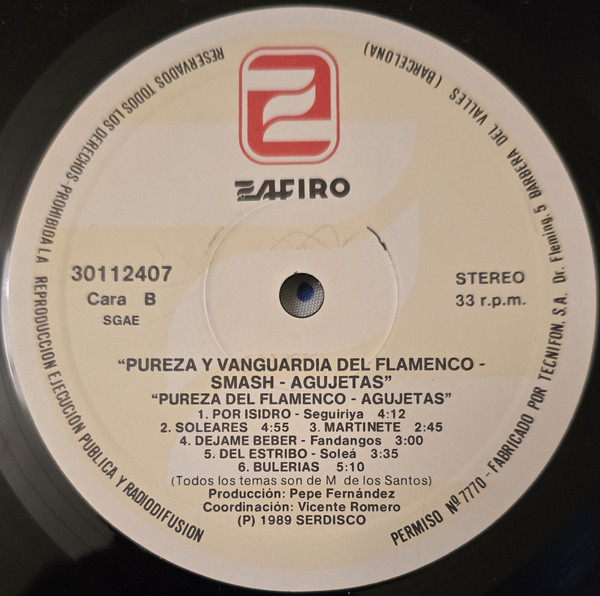 ZAFIRO
30112407
Cara B
SGAE
STEREO
33 r.p.m.
"PUREZA Y VANGUARDIA DEL FLAMENCO -
SMASH - AGUJETAS"
"PUREZA DEL FLAMENCO - AGUJETAS"
1. POR ISIDRO - Seguiriya 4:12
2. SOLEARES 4:55 3. MARTINETE 2:45
4. DEJAME BEBER - Fandangos 3:00
5. DEL ESTRIBO - Soleá 3:35
6. BULERIAS 5:10
(Todos los temas son de M de los Santos)
Producción: Pepe Fernández
Coordinación: Vicente Romero
(P) 1989 SERDISCO
RESERVADOS TODOS LOS DERECHOS-PROHIBIDA LA REPRODUCCION EJECUCIÓN PUBLICA Y RADIODIFUSION
PERMISO Nº 7770 - FABRICADO POR TECNIFON, S.A. Dr. Fleming, 5 BARBERA DEL VALLES (BARCELONA)